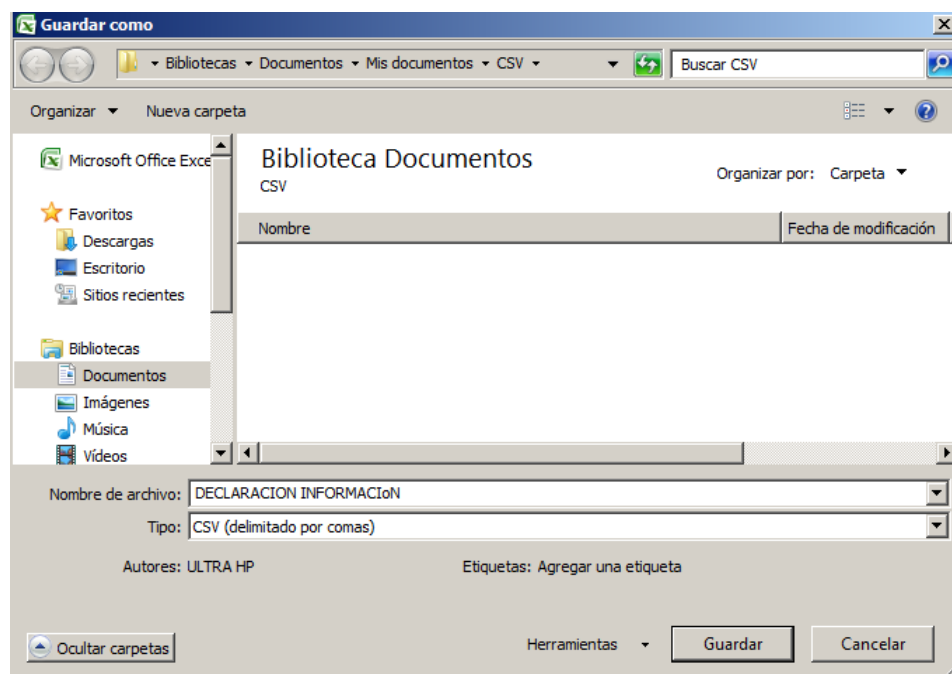 Guardar como
Bibliotecas Documentos Mis documentos CSV
Buscar CSV
Organizar Nueva carpeta
Microsoft Office Exce
Favoritos
Descargas
Escritorio
Sitios recientes
Bibliotecas
Documentos
Imágenes
Música
Vídeos
Biblioteca Documentos
CSV
Organizar por: Carpeta
Nombre Fecha de modificación
Nombre de archivo: DECLARACION INFORMACIoN
Tipo: CSV (delimitado por comas)
Autores: ULTRA HP Etiquetas: Agregar una etiqueta
Ocultar carpetas Herramientas Guardar Cancelar